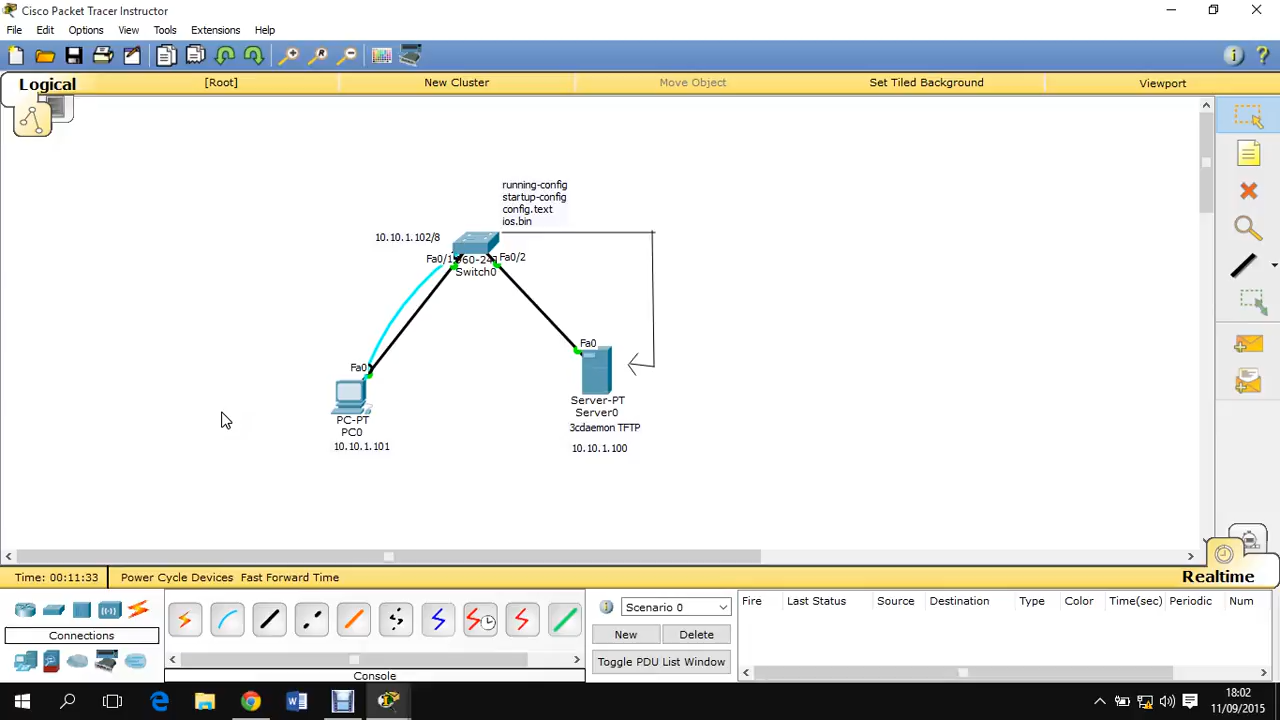 Cisco Packet Tracer Instructor
File Edit Options View Tools Extensions Help
Logical [Root] New Cluster Move Object Set Tiled Background Viewport
running-config
startup-config
config.text
ios.bin
10.10.1.102/8
Fa0/1 Fa0/2
Switch0
Fa0
Fa0
Server-PT
Server0
3cdaemon TFTP
10.10.1.100
PC-PT
PC0
10.10.1.101
Time: 00:11:33 Power Cycle Devices Fast Forward Time
Realtime
Connections
Console
Scenario 0
New Delete
Toggle PDU List Window
Fire Last Status Source Destination Type Color Time(sec) Periodic Num
18:02
11/09/2015